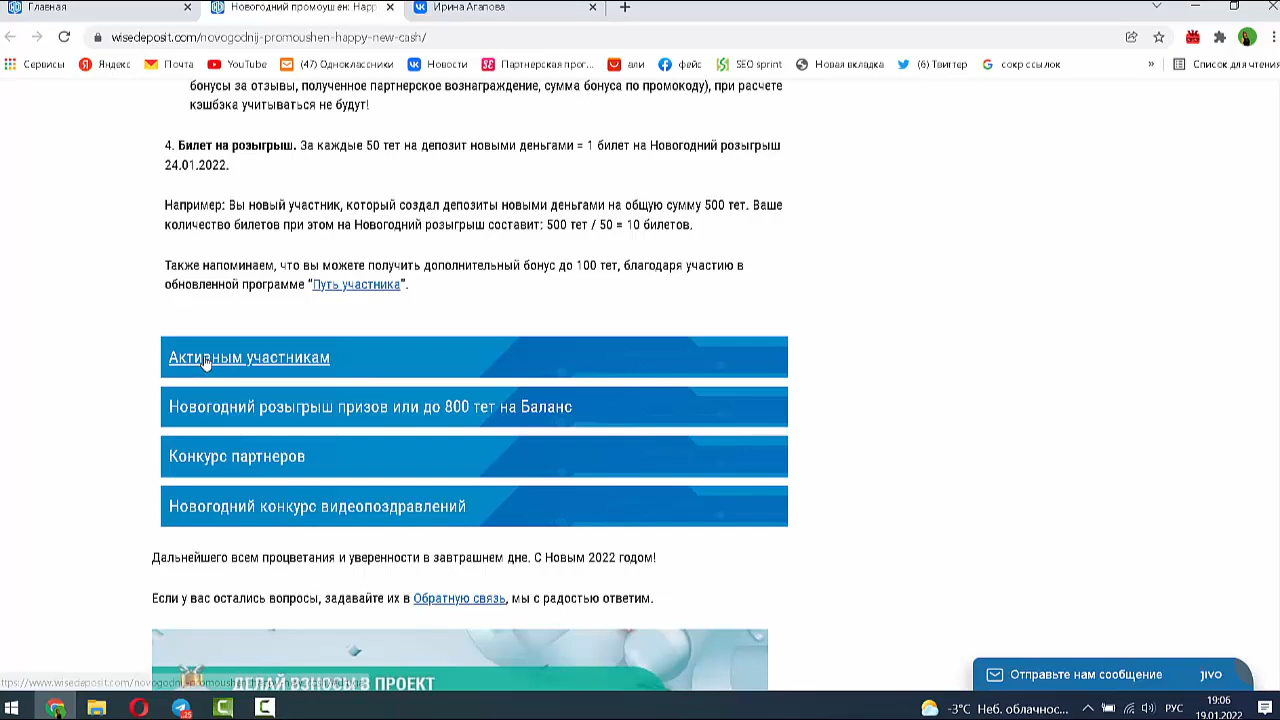 Главная
Новогодний промоушен: Happ
Ирина Агапова
wisedeposit.com/novogodnij-promoushen-happy-new-cash/
Сервисы
Яндекс
Почта
YouTube
(47) Одноклассники
Новости
Партнерская прог...
али
фейс
SEO sprint
Новая вкладка
(6) Твиттер
сокр ссылок
»
Список для чтения
бонусы за отзывы, полученное партнерское вознаграждение, сумма бонуса по промокоду), при расчете
кэшбэка учитываться не будут!
4. Билет на розыгрыш. За каждые 50 тет на депозит новыми деньгами = 1 билет на Новогодний розыгрыш
24.01.2022.
Например: Вы новый участник, который создал депозиты новыми деньгами на общую сумму 500 тет. Ваше
количество билетов при этом на Новогодний розыгрыш составит: 500 тет / 50 = 10 билетов.
Также напоминаем, что вы можете получить дополнительный бонус до 100 тет, благодаря участию в
обновленной программе “Путь участника”.
Активным участникам
Новогодний розыгрыш призов или до 800 тет на Баланс
Конкурс партнеров
Новогодний конкурс видеопоздравлений
Дальнейшего всем процветания и уверенности в завтрашнем дне. С Новым 2022 годом!
Если у вас остались вопросы, задавайте их в Обратную связь, мы с радостью ответим.
В ПРОЕКТ
Отправьте нам сообщение
JIVO
25
-3°C Неб. облачнос...
РУС
19:06
19.01.2022